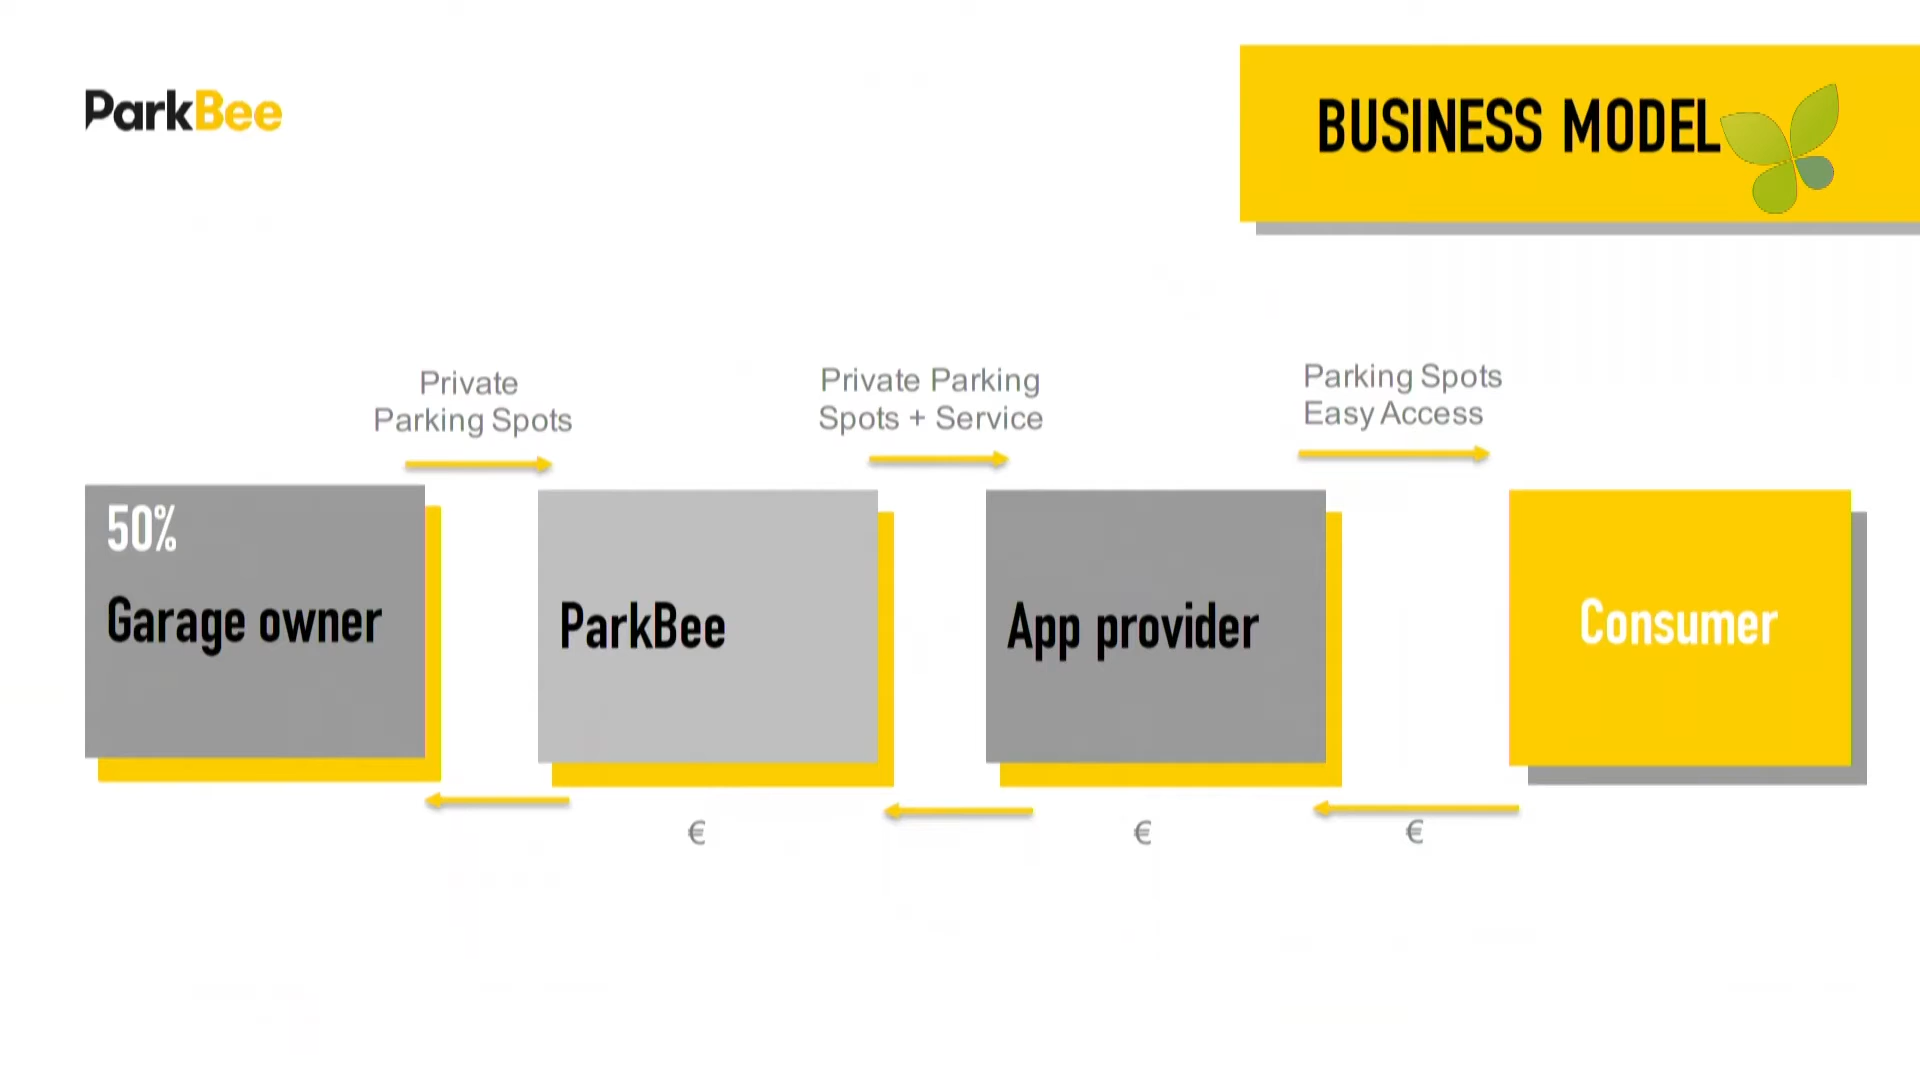 ParkBee
BUSINESS MODEL
Private
Parking Spots
Private Parking
Spots + Service
Parking Spots
Easy Access
50%
Garage owner
ParkBee
App provider
Consumer
€
€
€